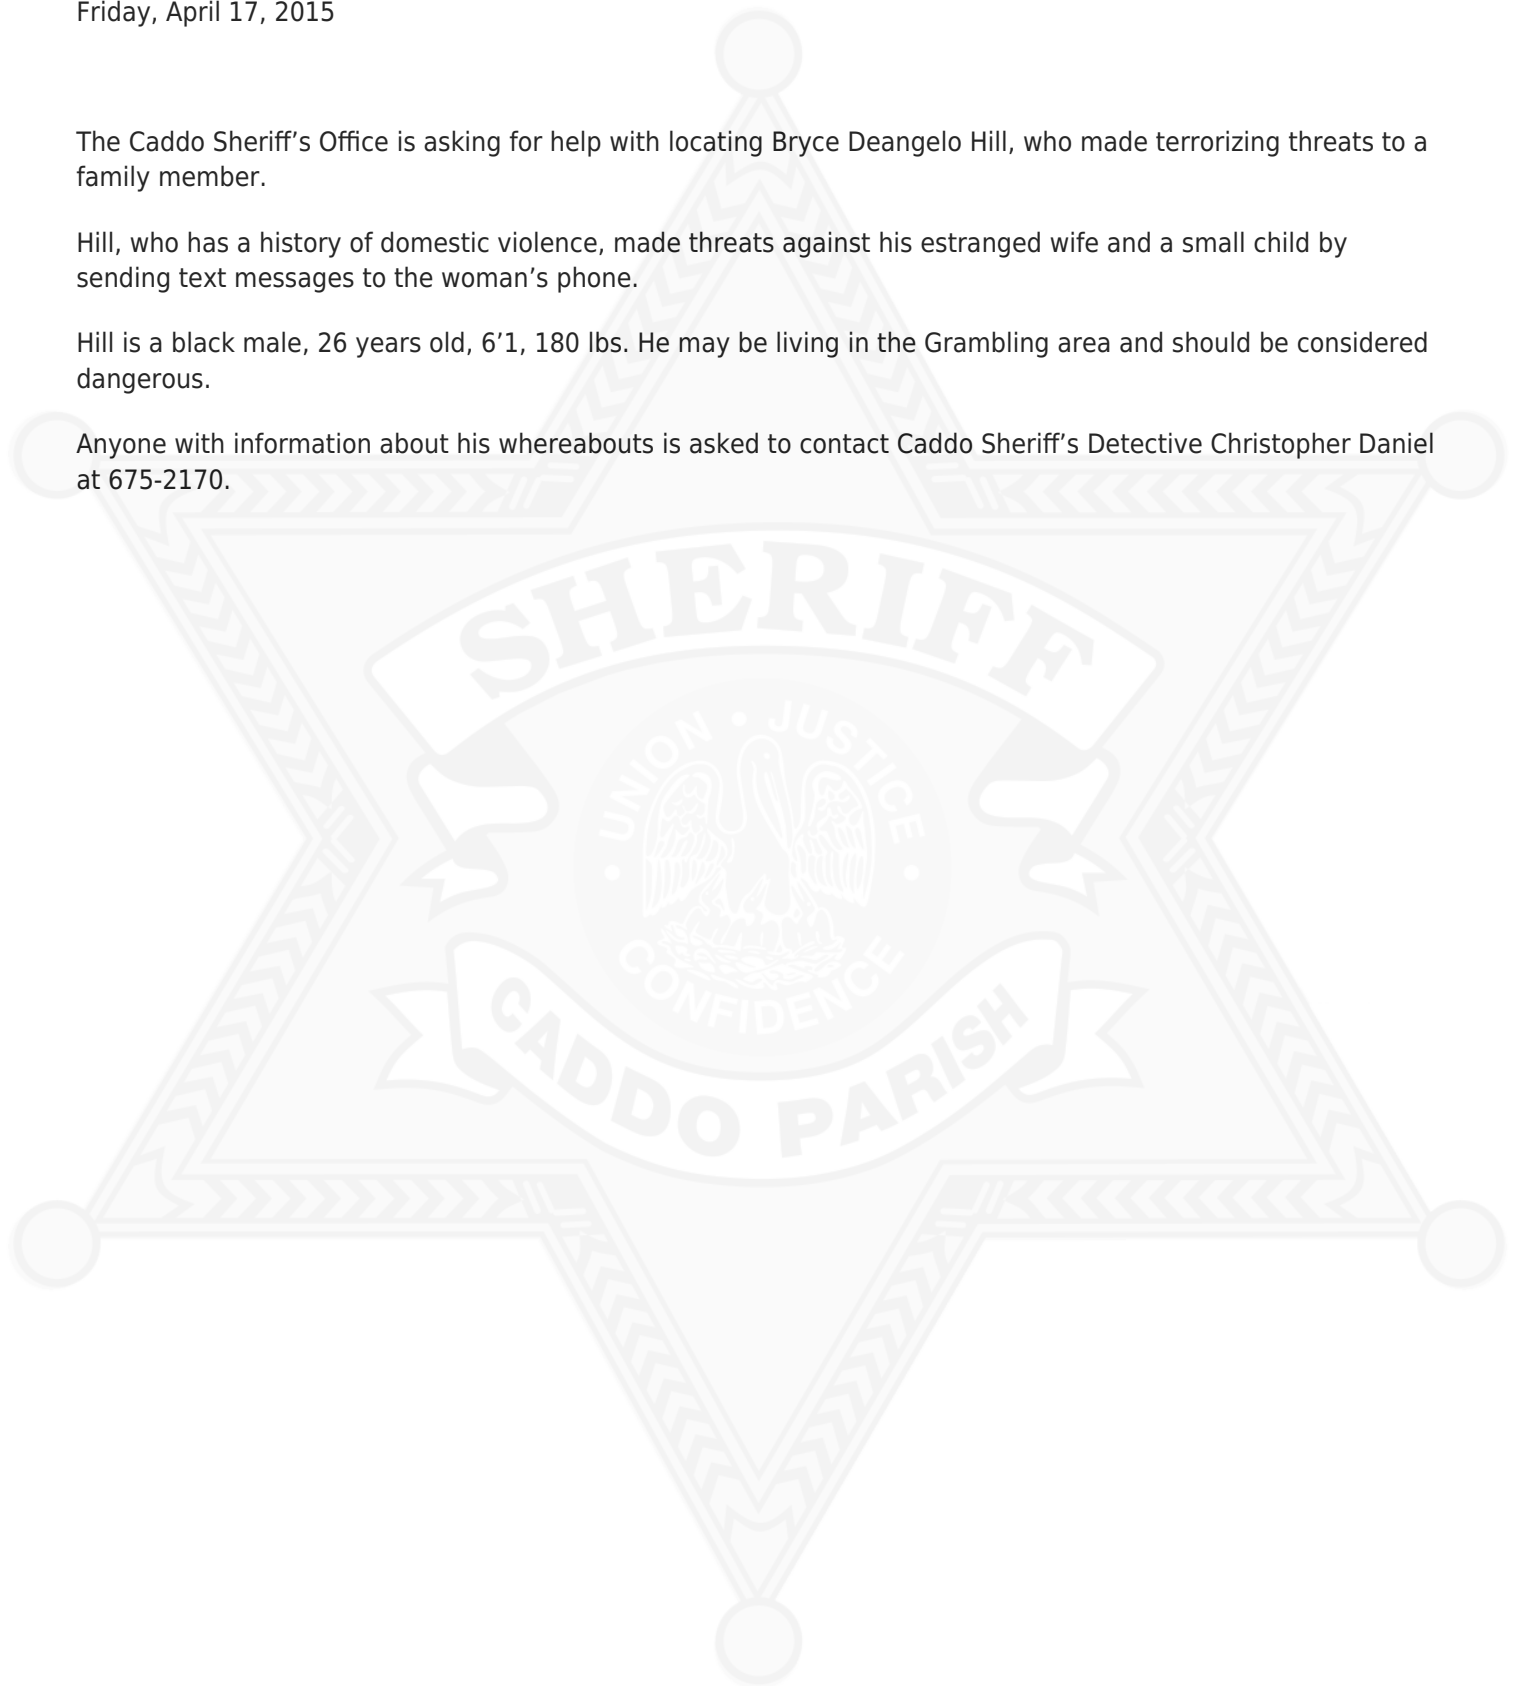 Friday, April 17, 2015
The Caddo Sheriff’s Office is asking for help with locating Bryce Deangelo Hill, who made terrorizing threats to a
family member.
Hill, who has a history of domestic violence, made threats against his estranged wife and a small child by
sending text messages to the woman’s phone.
Hill is a black male, 26 years old, 6’1, 180 lbs. He may be living in the Grambling area and should be considered
dangerous.
Anyone with information about his whereabouts is asked to contact Caddo Sheriff’s Detective Christopher Daniel
at 675-2170.
SHERIFF
UNION • JUSTICE
• CONFIDENCE •
CADDO PARISH